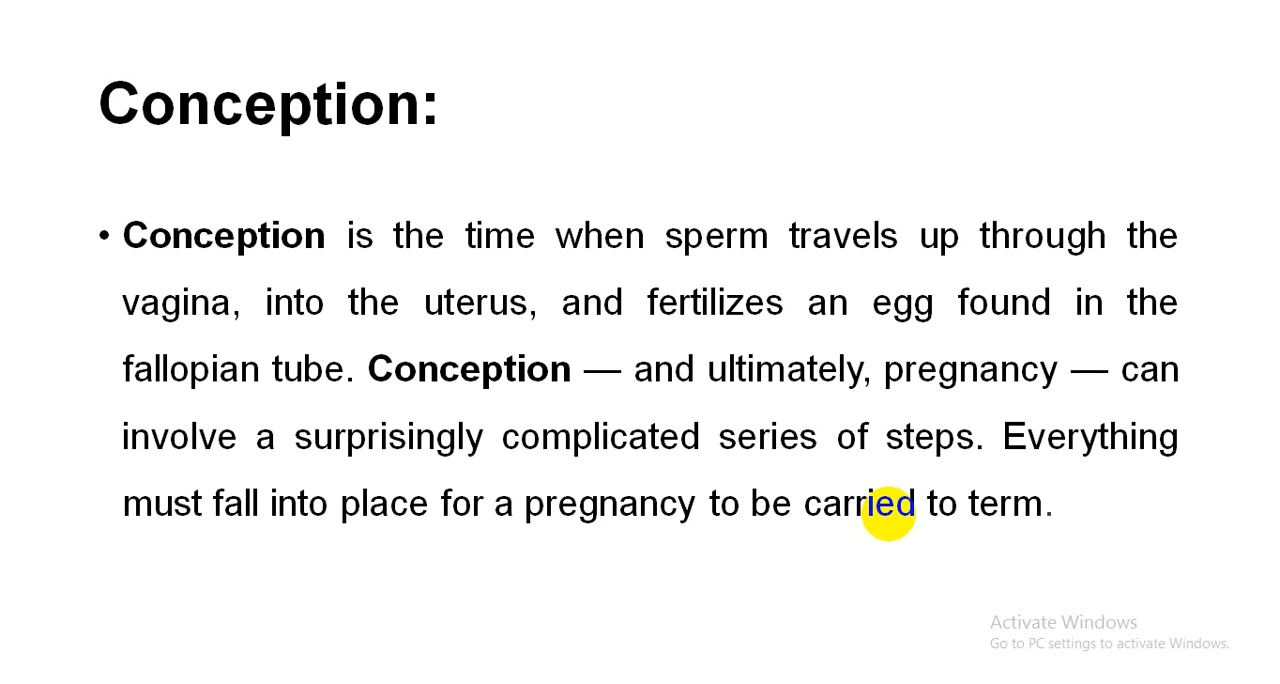 Conception:
• Conception is the time when sperm travels up through the
vagina, into the uterus, and fertilizes an egg found in the
fallopian tube. Conception — and ultimately, pregnancy — can
involve a surprisingly complicated series of steps. Everything
must fall into place for a pregnancy to be carried to term.
Activate Windows
Go to PC settings to activate Windows.